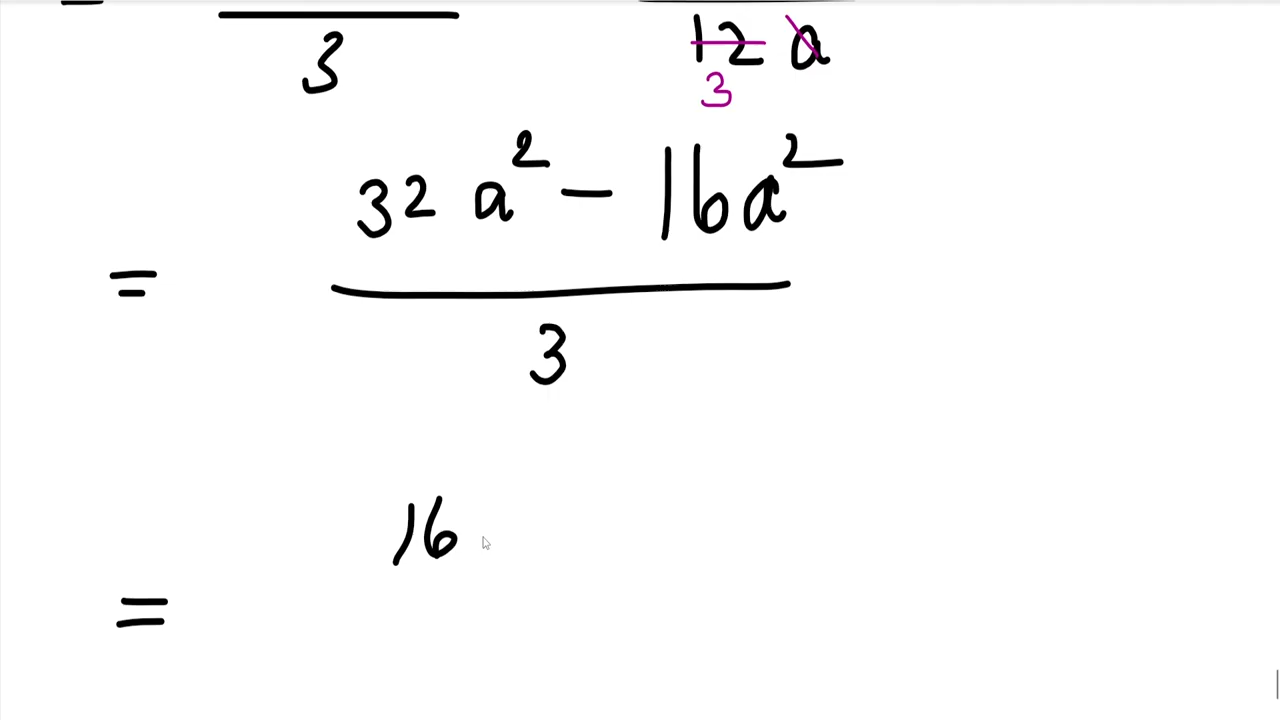 3 12 a
3
32 a² - 16a²
=
3
16
=